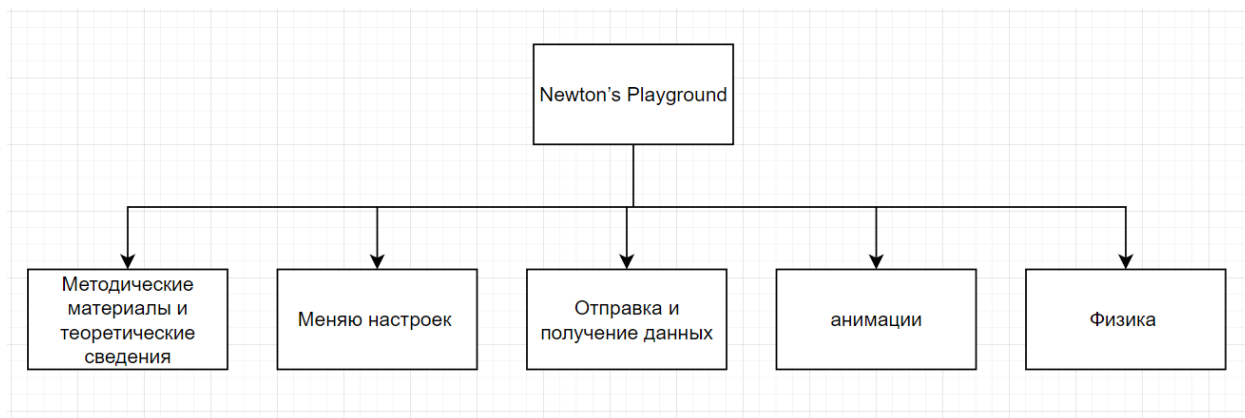 Newton’s Playground
Методические
материалы и
теоретические
сведения
Меняю настроек
Отправка и
получение данных
анимации
Физика